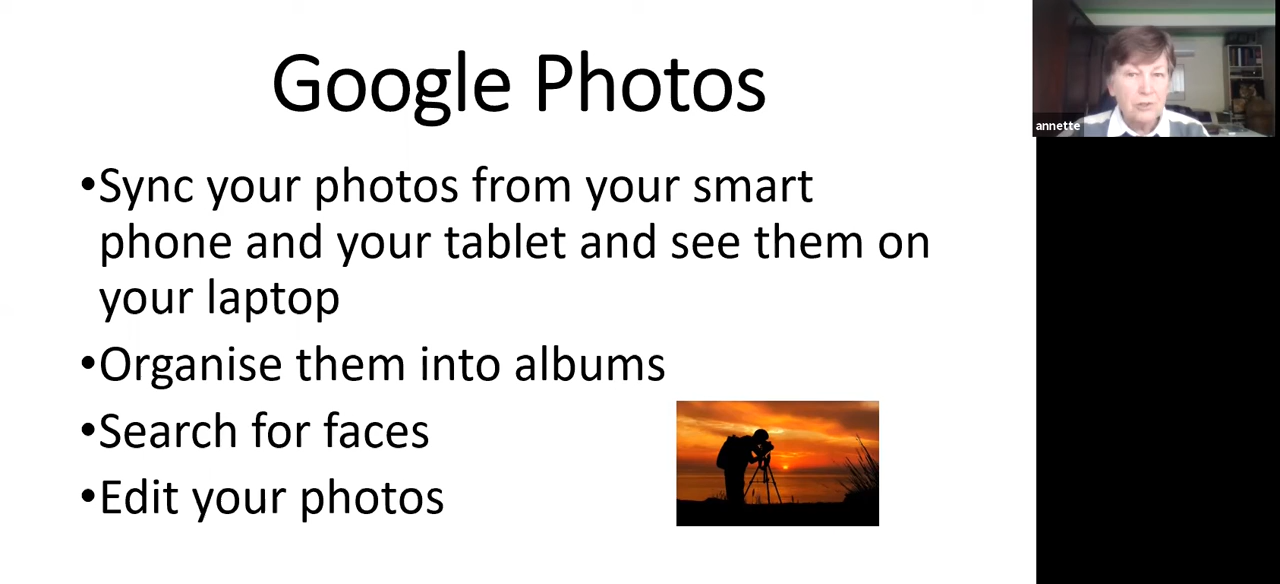 Google Photos
•Sync your photos from your smart
phone and your tablet and see them on
your laptop
•Organise them into albums
•Search for faces
•Edit your photos
annette